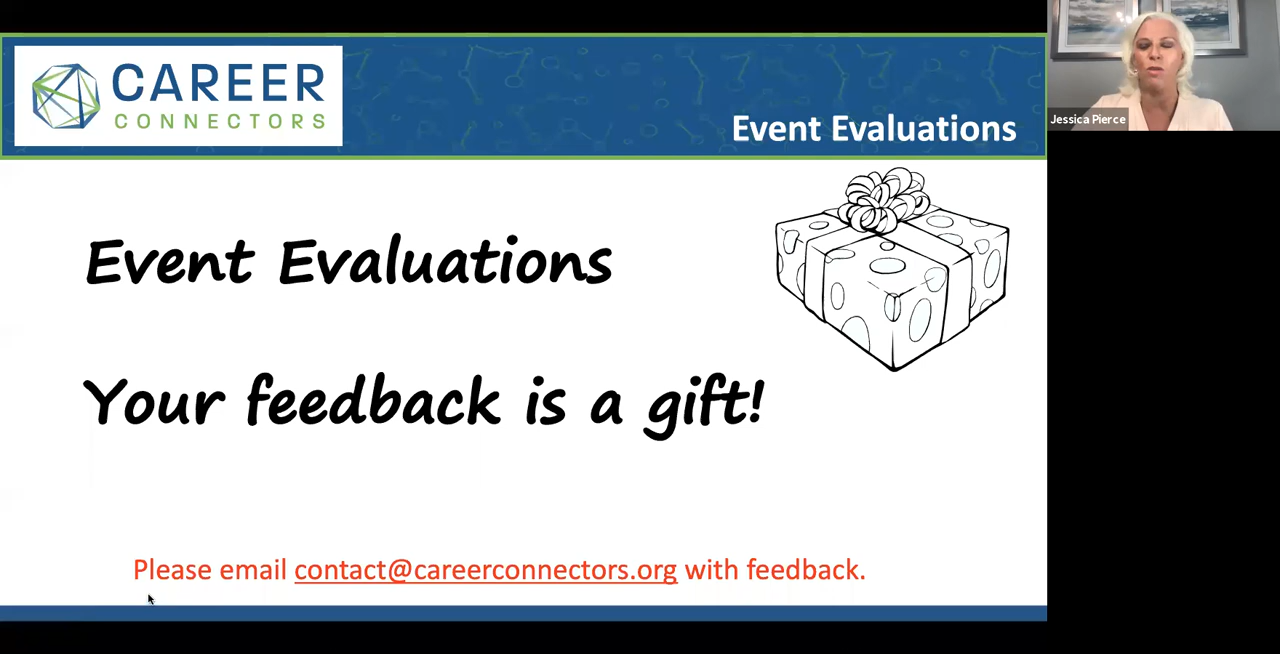 CAREER
CONNECTORS
Event Evaluations
Jessica Pierce
Event Evaluations
Your feedback is a gift!
Please email contact@careerconnectors.org with feedback.